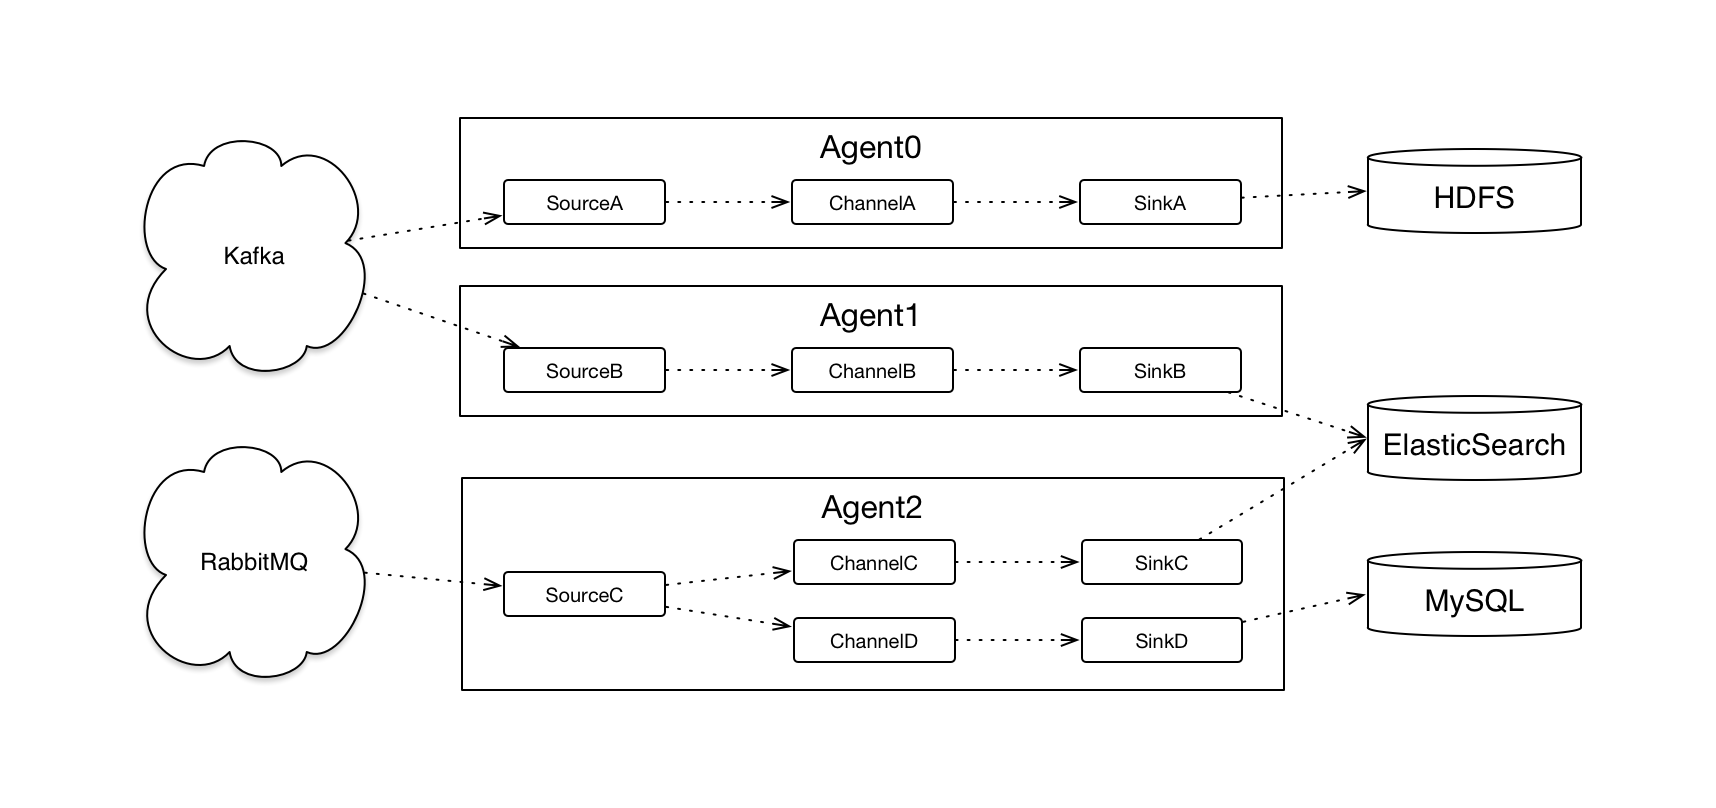 Agent0
SourceA
ChannelA
SinkA
HDFS
Kafka
Agent1
SourceB
ChannelB
SinkB
ElasticSearch
Agent2
RabbitMQ
SourceC
ChannelC
SinkC
ChannelD
SinkD
MySQL